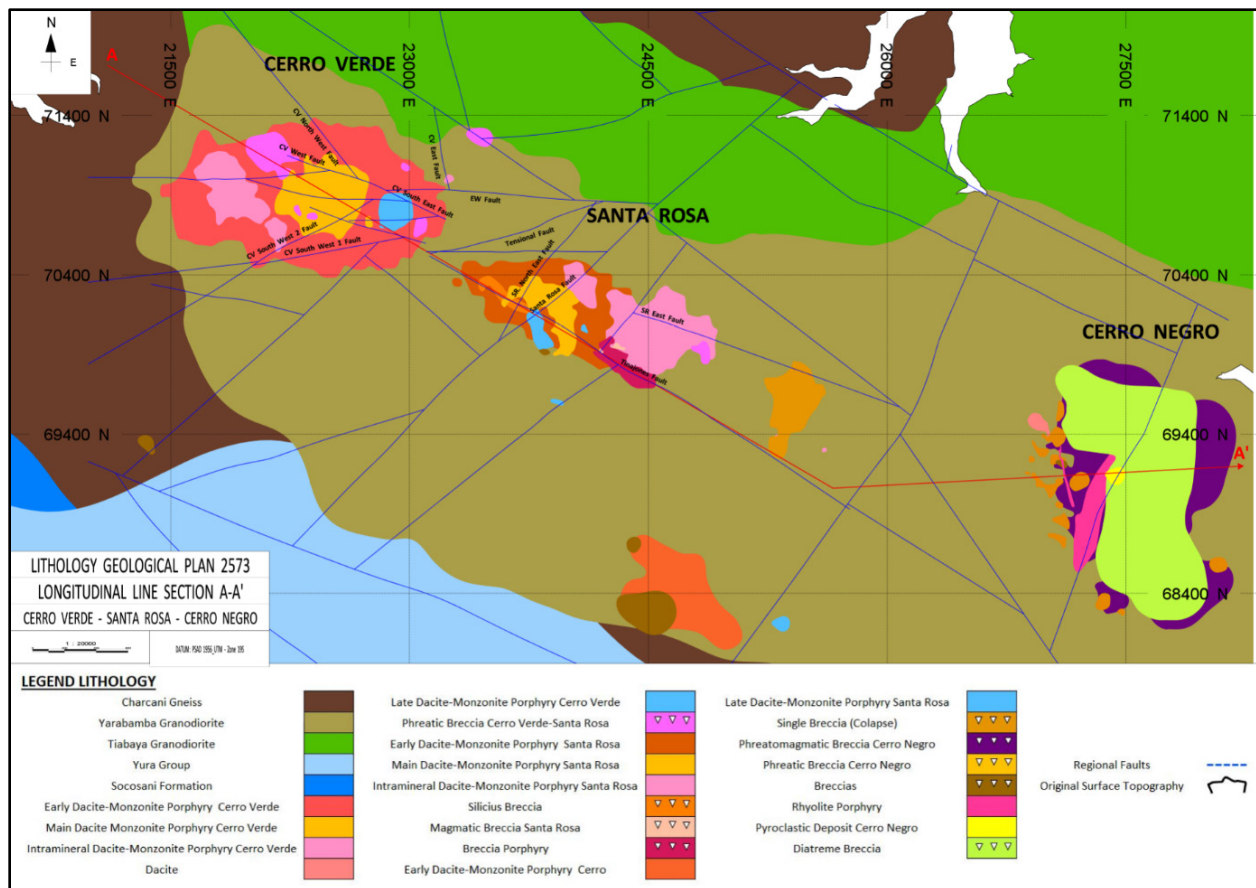 N
E
A
21500 E
23000 E
24500 E
26000 E
27500 E
CERRO VERDE
71400 N
71400 N
CV North West Fault
CV West Fault
CV East Fault
CV South East Fault
EW Fault
SANTA ROSA
CV South West 2 Fault
CV South West 1 Fault
Tensional Fault
70400 N
70400 N
SR North East Fault
Santa Rosa Fault
SR East Fault
CERRO NEGRO
Fault
69400 N
69400 N
A'
LITHOLOGY GEOLOGICAL PLAN 2573
LONGITUDINAL LINE SECTION A-A'
CERRO VERDE - SANTA ROSA - CERRO NEGRO
68400 N
1 : 20000
DATUM: PSAD 1956_UTM - Zone 19S
LEGEND LITHOLOGY
Charcani Gneiss
Yarabamba Granodiorite
Tiabaya Granodiorite
Yura Group
Socosani Formation
Early Dacite-Monzonite Porphyry Cerro Verde
Main Dacite Monzonite Porphyry Cerro Verde
Intramineral Dacite-Monzonite Porphyry Cerro Verde
Dacite
Late Dacite-Monzonite Porphyry Cerro Verde
Phreatic Breccia Cerro Verde-Santa Rosa
Early Dacite-Monzonite Porphyry Santa Rosa
Main Dacite-Monzonite Porphyry Santa Rosa
Intramineral Dacite-Monzonite Porphyry Santa Rosa
Silicius Breccia
Magmatic Breccia Santa Rosa
Breccia Porphyry
Early Dacite-Monzonite Porphyry Cerro
Late Dacite-Monzonite Porphyry Santa Rosa
Single Breccia (Colapse)
Phreatomagmatic Breccia Cerro Negro
Phreatic Breccia Cerro Negro
Breccias
Rhyolite Porphyry
Pyroclastic Deposit Cerro Negro
Diatreme Breccia
Regional Faults
Original Surface Topography